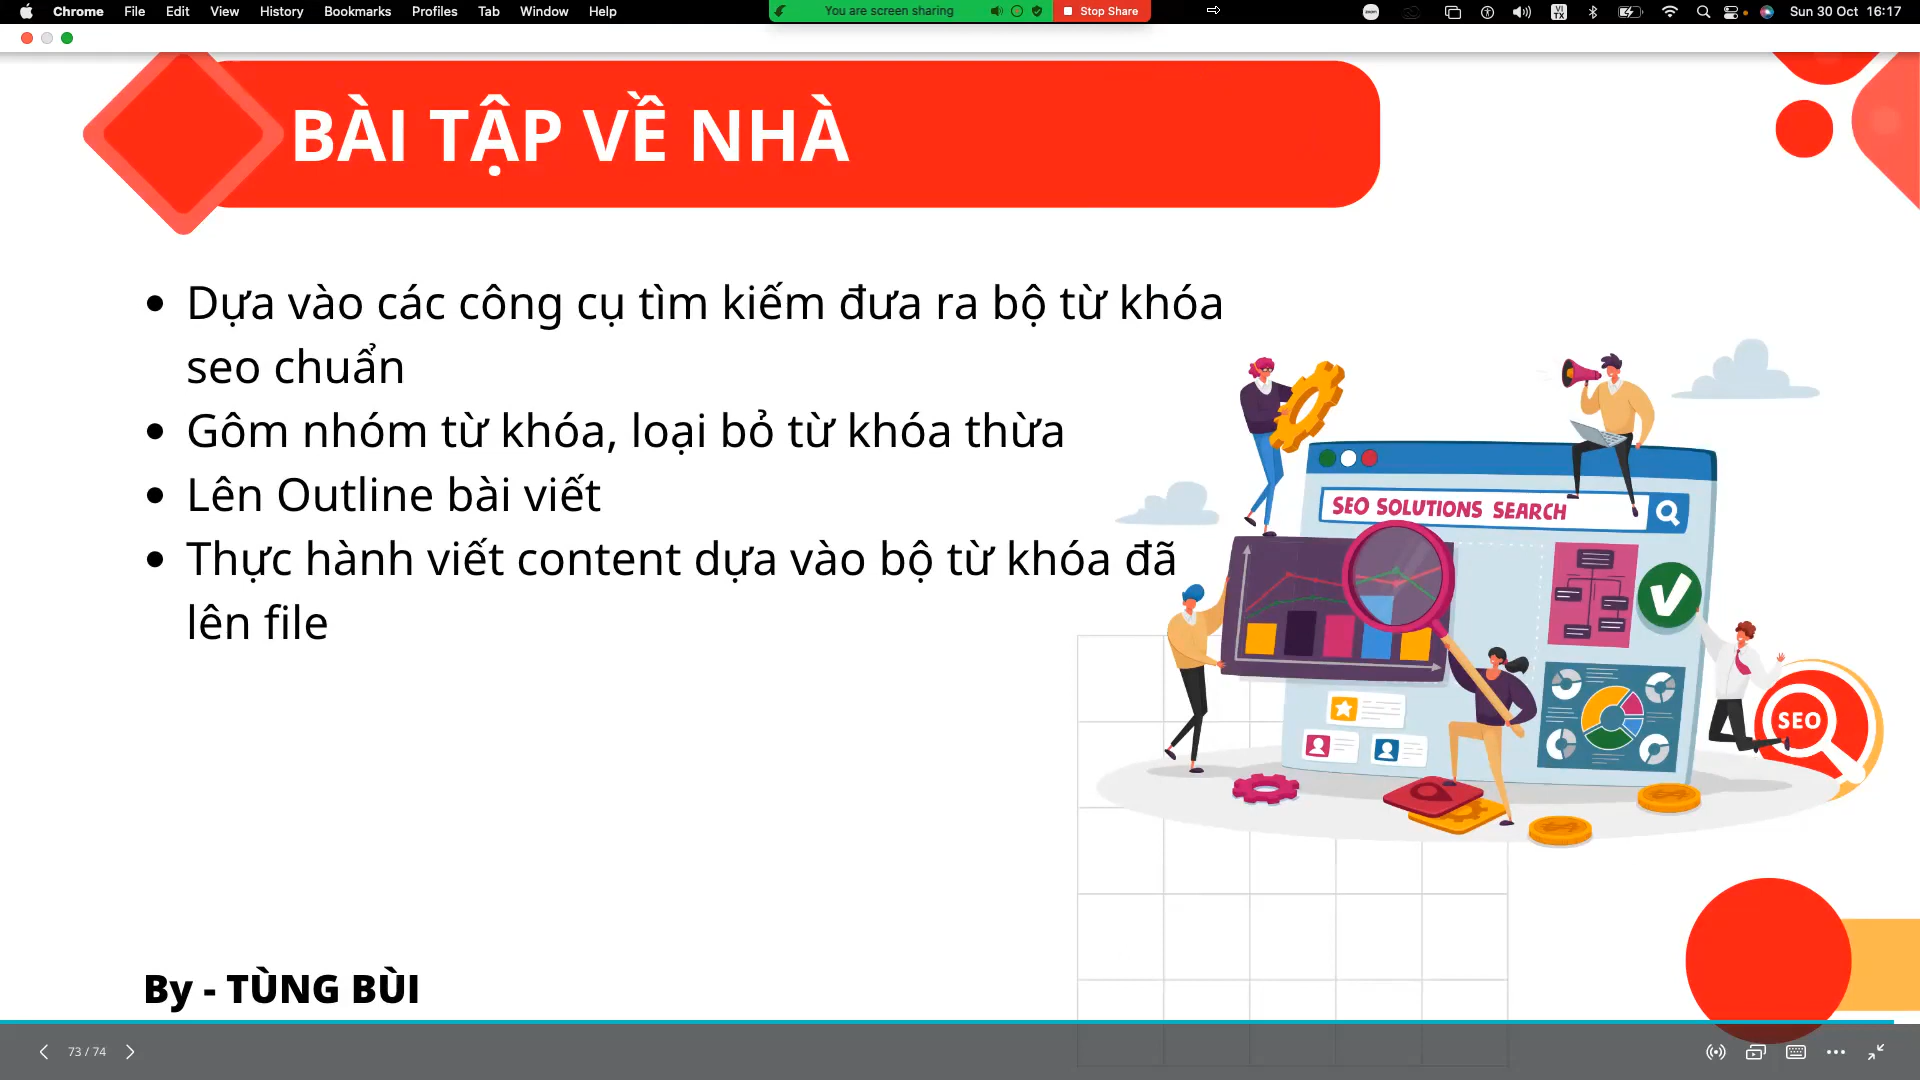 Chrome File Edit View History Bookmarks Profiles Tab Window Help
You are screen sharing
Stop Share
VI
TX
Sun 30 Oct 16:17
BÀI TẬP VỀ NHÀ
• Dựa vào các công cụ tìm kiếm đưa ra bộ từ khóa
seo chuẩn
• Gôm nhóm từ khóa, loại bỏ từ khóa thừa
• Lên Outline bài viết
• Thực hành viết content dựa vào bộ từ khóa đã
lên file
SEO SOLUTIONS SEARCH
SEO
By - TÙNG BÙI
73 / 74